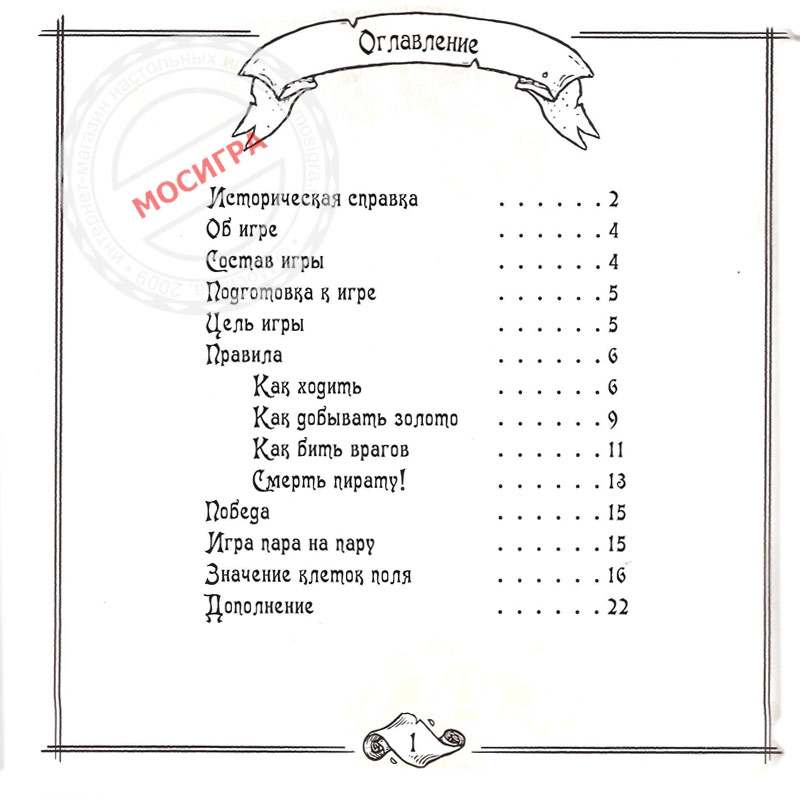 Оглавление
интернет-магазин настольных
mosigra
2009
МОСИГРА
Историческая справка . . . . . . 2
Об игре . . . . . . 4
Состав игры . . . . . . 4
Подготовка к игре . . . . . . 5
Цель игры . . . . . . 5
Правила . . . . . . 6
Как ходить . . . . . . 6
Как добывать золото . . . . . . 9
Как бить врагов . . . . . . 11
Смерть пирату! . . . . . . 13
Победа . . . . . . 15
Игра пара на пару . . . . . . 15
Значение клеток поля . . . . . . 16
Дополнение . . . . . . 22
1